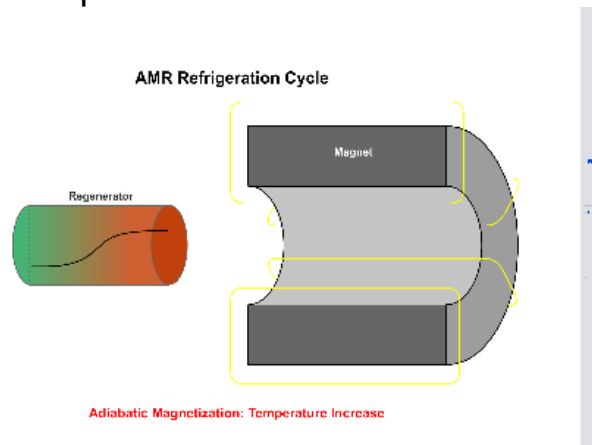 AMR Refrigeration Cycle
Magnet
Regenerator
Adiabatic Magnetization: Temperature Increase